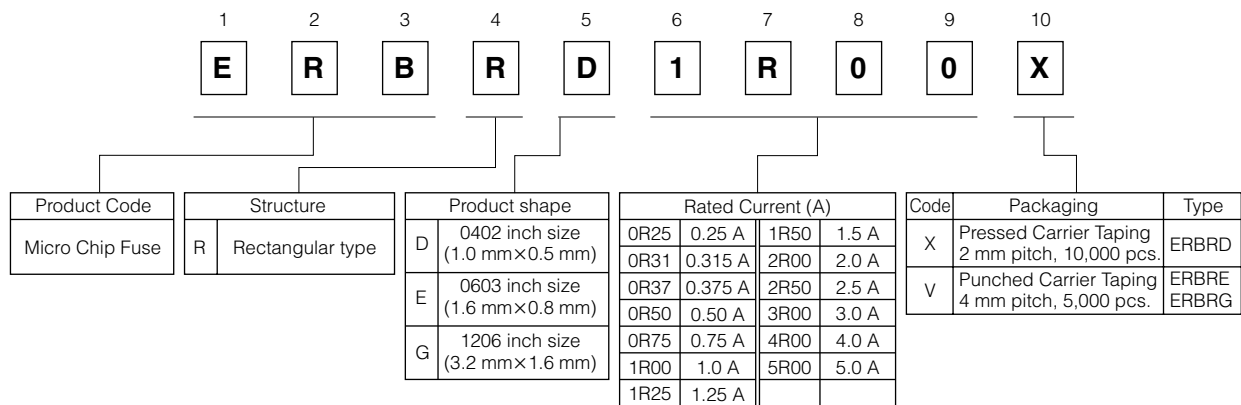 1 2 3 4 5 6 7 8 9 10
E R B R D 1 R 0 0 X
Product Code
Micro Chip Fuse
Structure
R Rectangular type
Product shape
D 0402 inch size
(1.0 mm×0.5 mm)
E 0603 inch size
(1.6 mm×0.8 mm)
G 1206 inch size
(3.2 mm×1.6 mm)
Rated Current (A)
0R25 0.25 A 1R50 1.5 A
0R31 0.315 A 2R00 2.0 A
0R37 0.375 A 2R50 2.5 A
0R50 0.50 A 3R00 3.0 A
0R75 0.75 A 4R00 4.0 A
1R00 1.0 A 5R00 5.0 A
1R25 1.25 A
Code Packaging Type
X Pressed Carrier Taping
2 mm pitch, 10,000 pcs. ERBRD
V Punched Carrier Taping ERBRE
4 mm pitch, 5,000 pcs. ERBRG